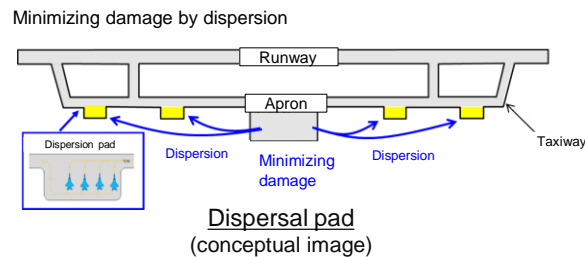 Minimizing damage by dispersion
Runway
Apron
Taxiway
Dispersion pad
Dispersion
Minimizing
damage
Dispersion
Dispersal pad
(conceptual image)